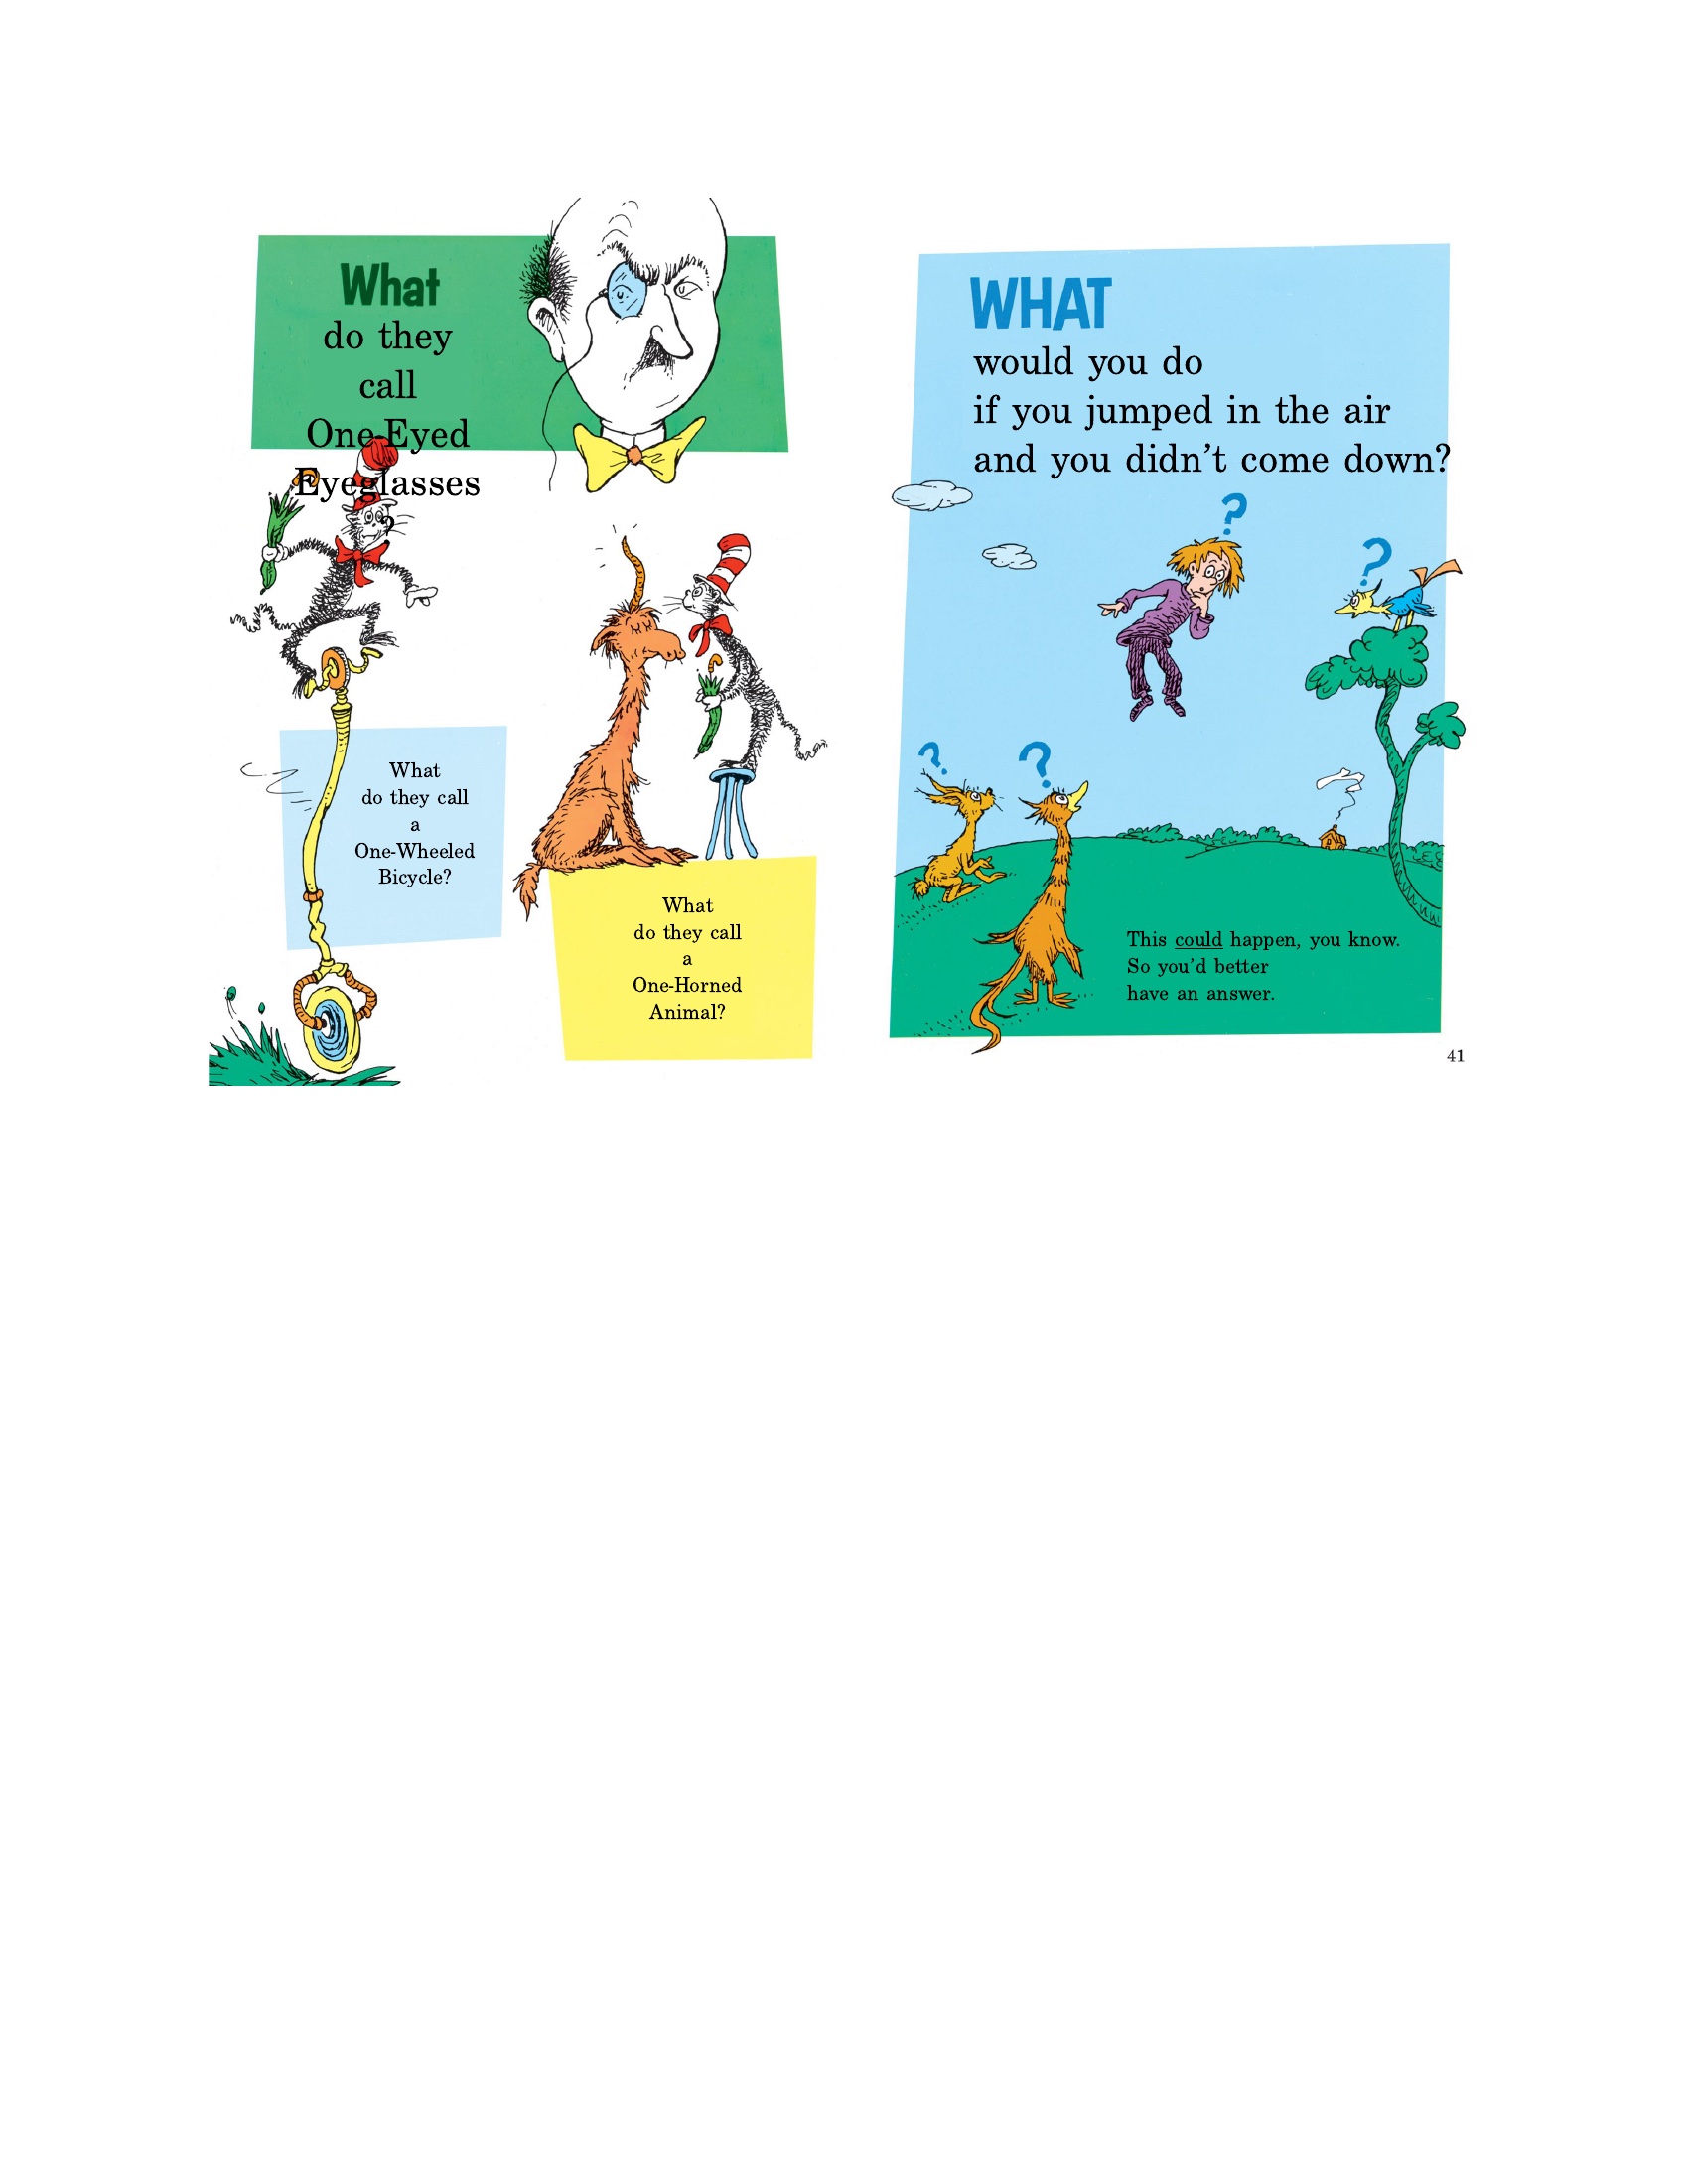 What
do they
call
One-Eyed
Eyeglasses
?
What
do they call
a
One-Wheeled
Bicycle?
What
do they call
a
One-Horned
Animal?
WHAT
would you do
if you jumped in the air
and you didn't come down?
?
?
?
?
This could happen, you know.
So you'd better
have an answer.
41